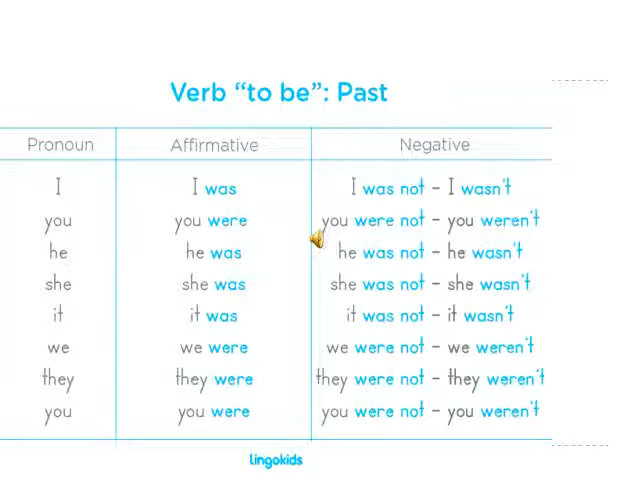 Verb “to be”: Past
Pronoun Affirmative Negative
I I was I was not - I wasn't
you you were you were not - you weren't
he he was he was not - he wasn't
she she was she was not - she wasn't
it it was it was not - it wasn't
we we were we were not - we weren't
they they were they were not - they weren't
you you were you were not - you weren't
lingokids